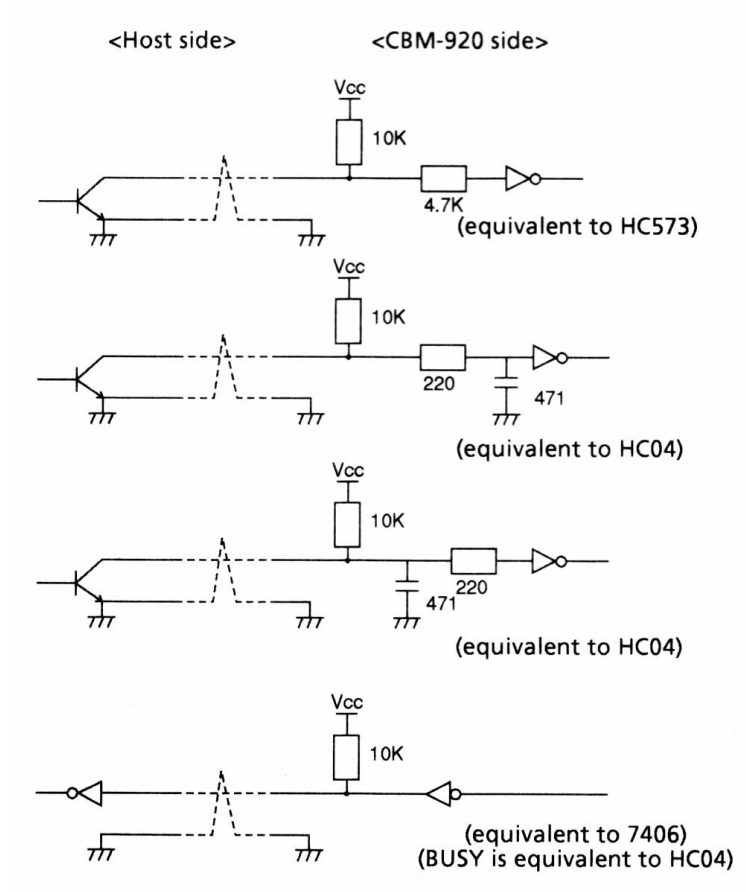 <Host side> <CBM-920 side>
Vcc
10K
4.7K
(equivalent to HC573)
Vcc
10K
220
471
(equivalent to HC04)
Vcc
10K
471
220
(equivalent to HC04)
Vcc
10K
(equivalent to 7406)
(BUSY is equivalent to HC04)